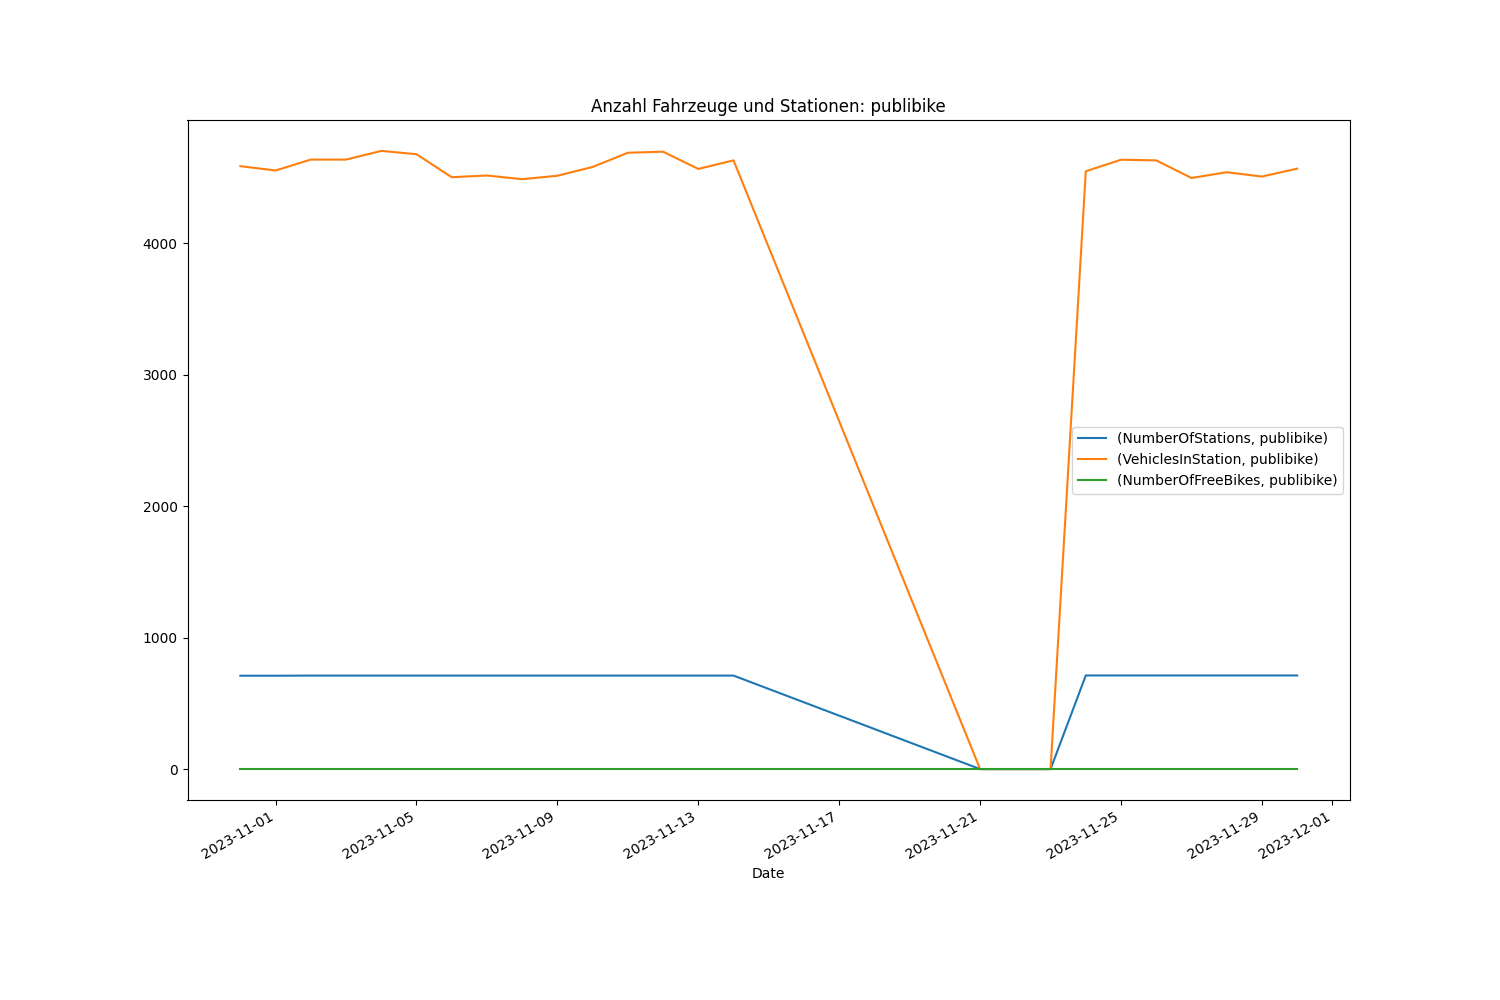 Anzahl Fahrzeuge und Stationen: publibike
4000
3000
2000
1000
0
(NumberOfStations, publibike)
(VehiclesInStation, publibike)
(NumberOfFreeBikes, publibike)
2023-11-01
2023-11-05
2023-11-09
2023-11-13
2023-11-17
2023-11-21
2023-11-25
2023-11-29
2023-12-01
Date